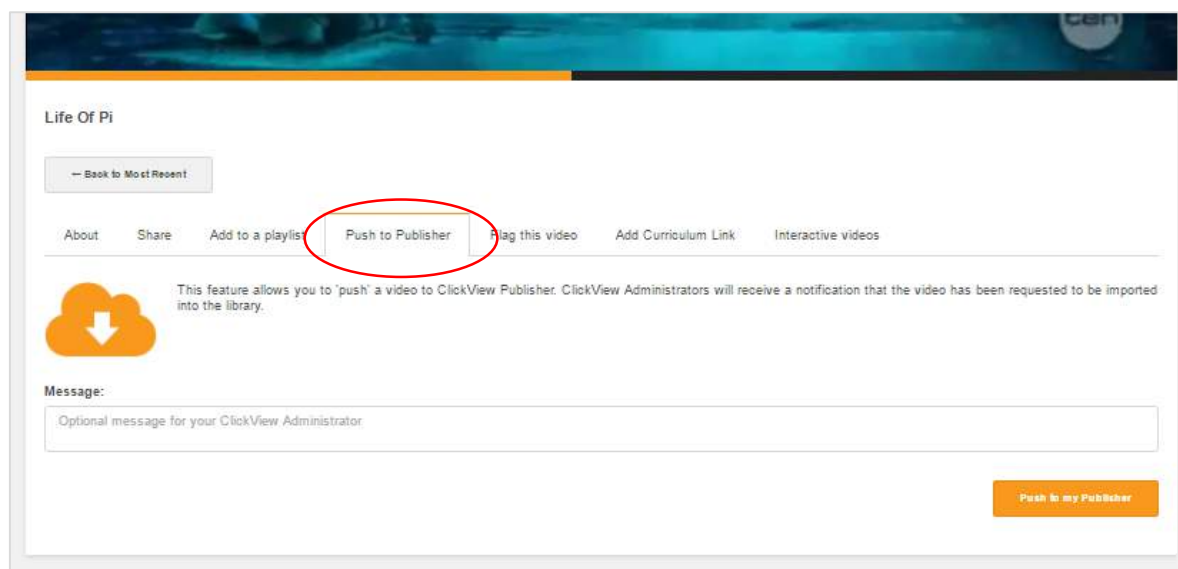 ten
Life Of Pi
← Back to Most Recent
About Share Add to a playlist Push to Publisher Flag this video Add Curriculum Link Interactive videos
This feature allows you to 'push' a video to ClickView Publisher. ClickView Administrators will receive a notification that the video has been requested to be imported
into the library.
Message:
Optional message for your ClickView Administrator
Push to my Publisher